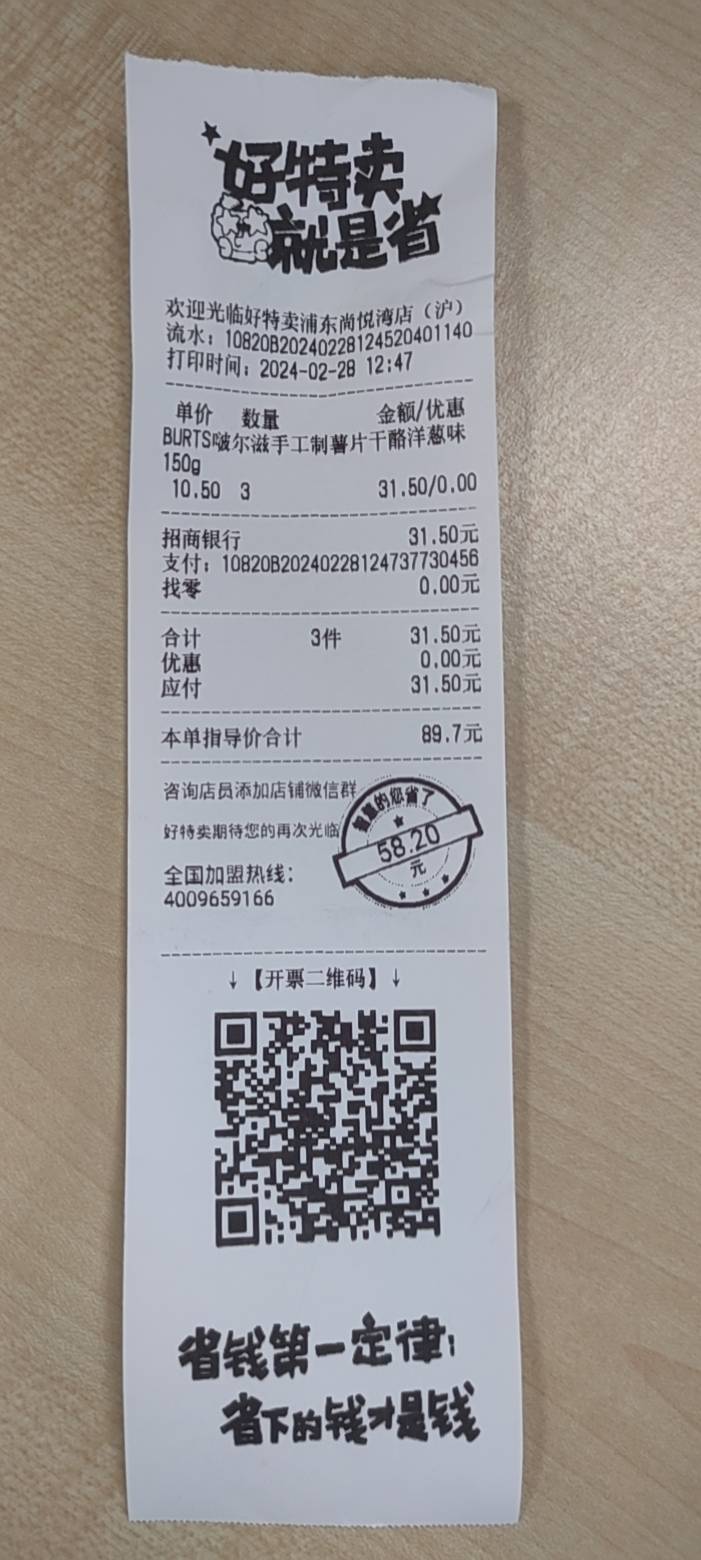 好特卖
就是省
欢迎光临好特卖浦东尚悦湾店（沪）
流水：10820B20240228124520401140
打印时间：2024-02-28 12:47
单价 数量 金额/优惠
BURTS啵尔滋手工制薯片干酪洋葱味
150g
10.50 3 31.50/0.00
招商银行 31.50元
支付：10820B20240228124737730456
找零 0.00元
合计 3件 31.50元
优惠 0.00元
应付 31.50元
本单指导价合计 89.7元
咨询店员添加店铺微信群
好特卖期待您的再次光临
的您省了
58.20
元
全国加盟热线：
4009659166
↓【开票二维码】↓
省钱第一定律：
省下的钱才是钱